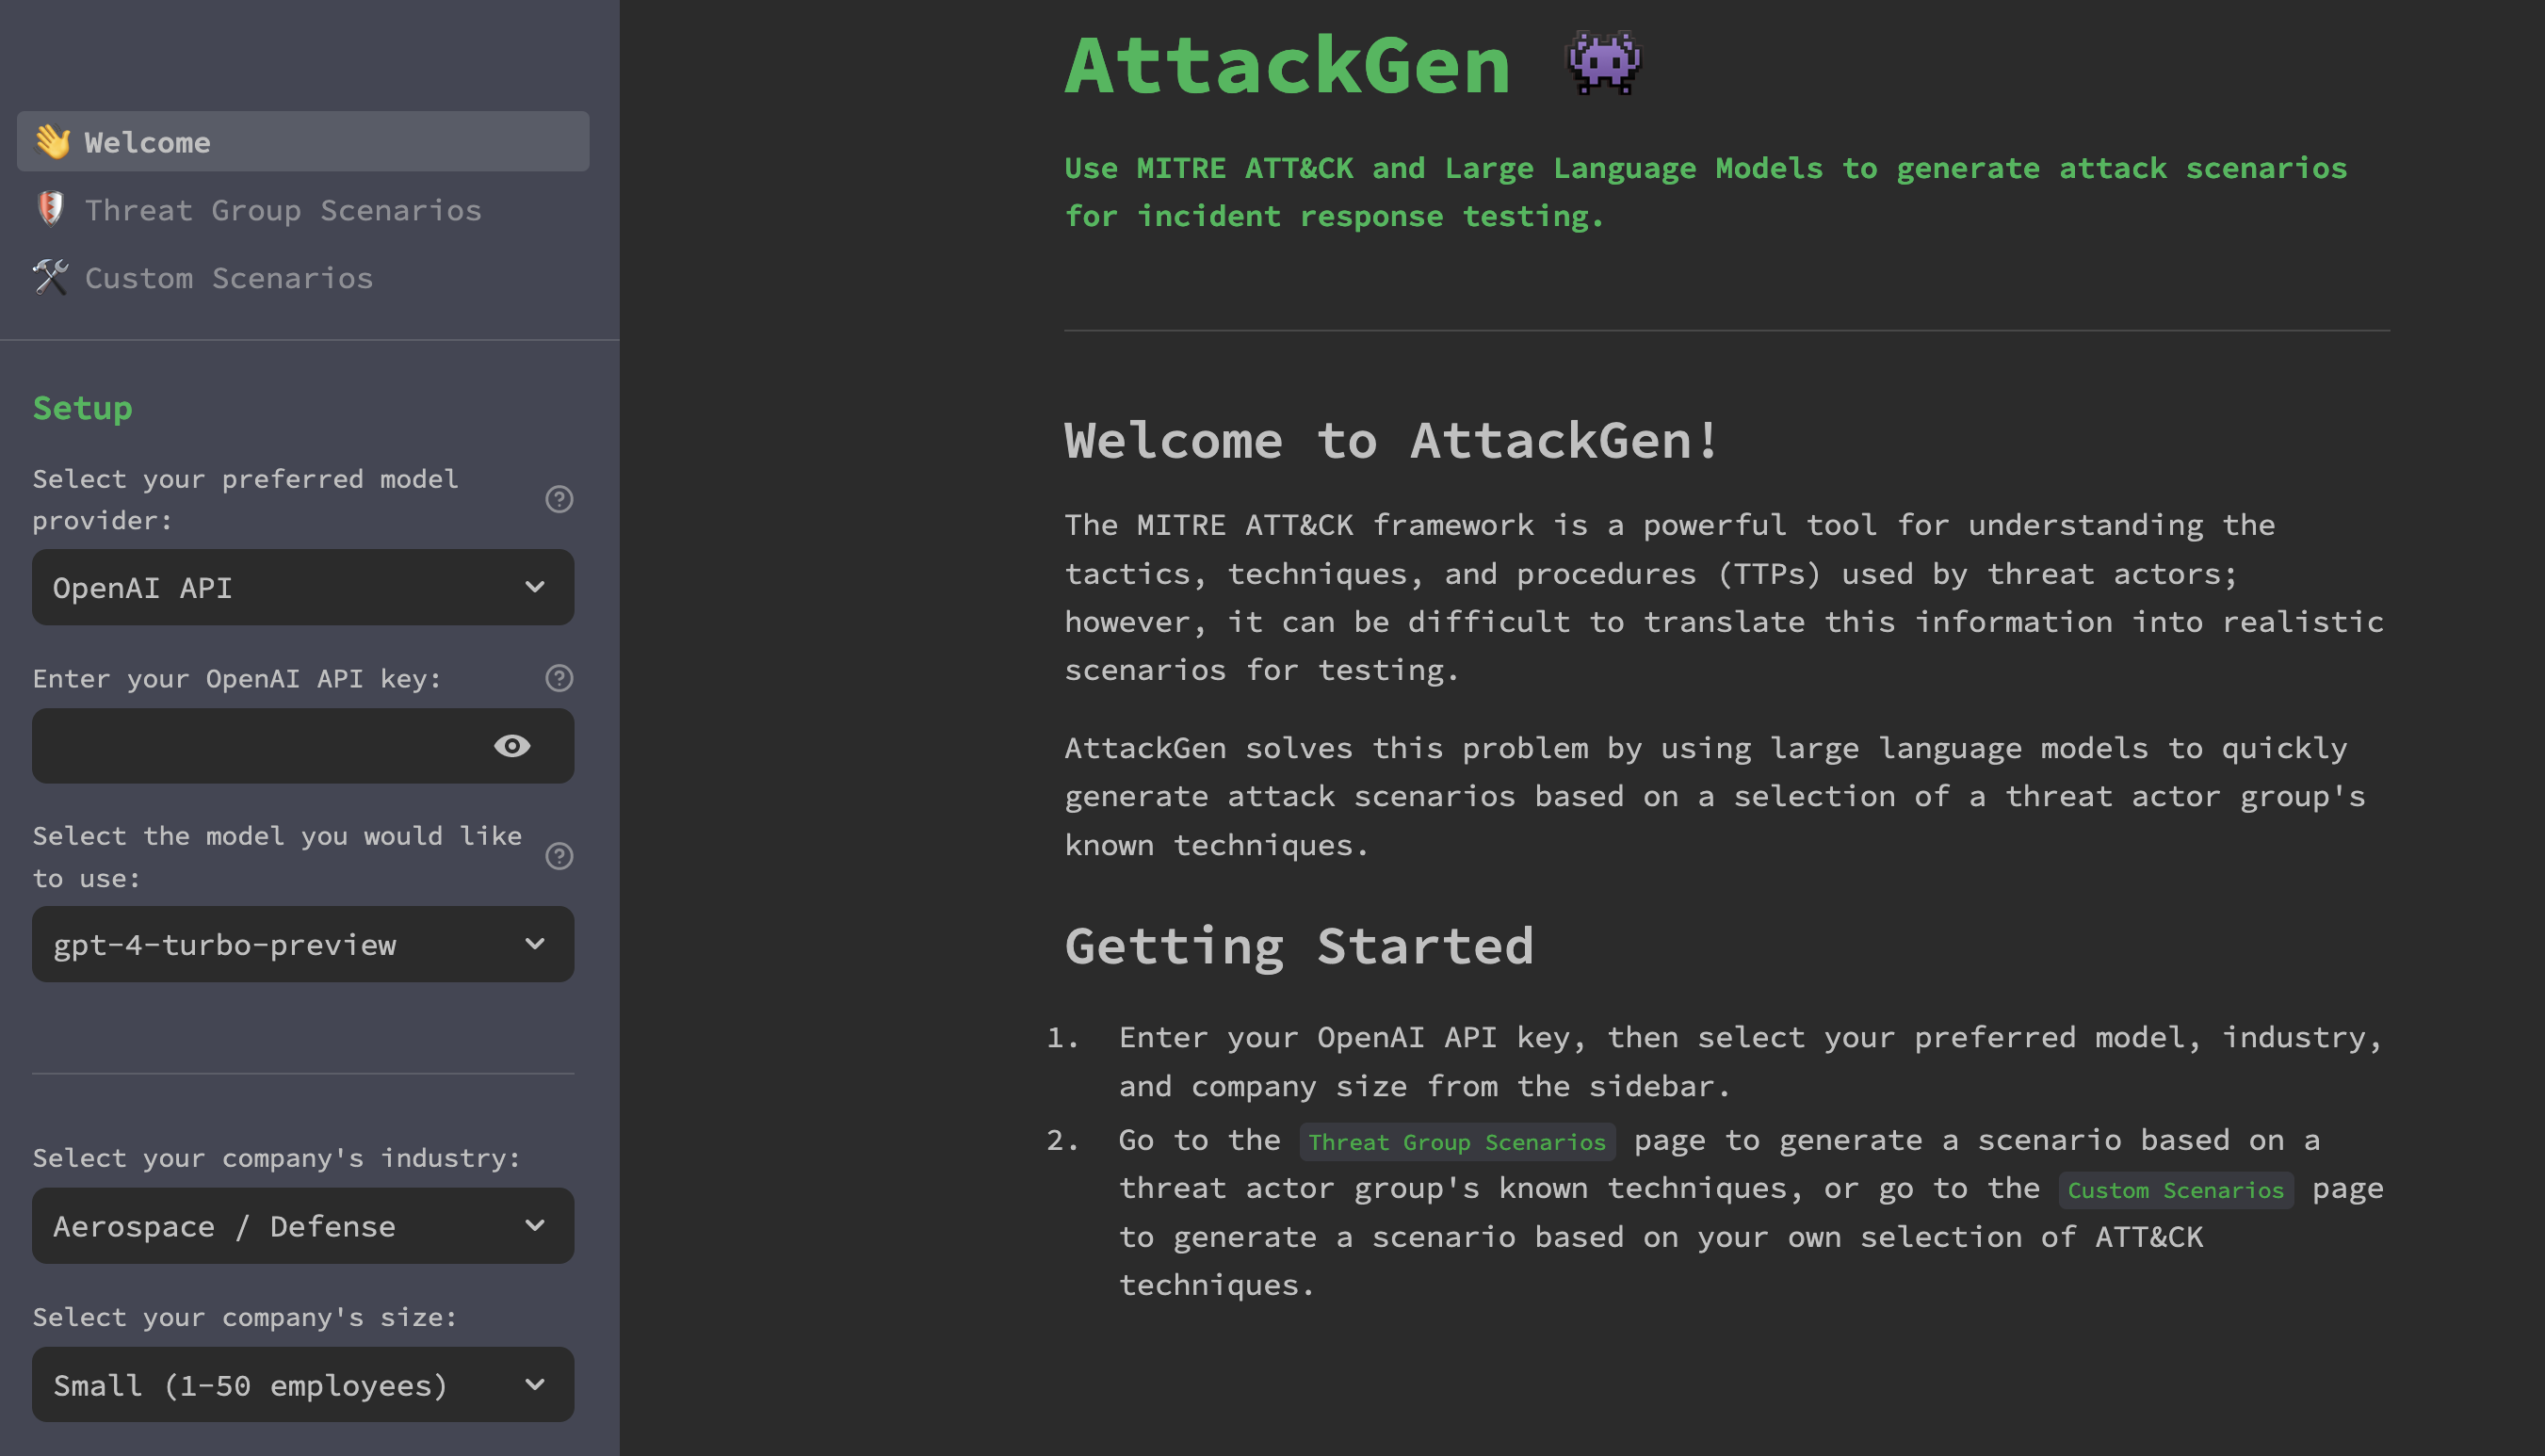 Welcome
Threat Group Scenarios
Custom Scenarios
Setup
Select your preferred model
provider:
OpenAI API
Enter your OpenAI API key:
Select the model you would like
to use:
gpt-4-turbo-preview
Select your company's industry:
Aerospace / Defense
Select your company's size:
Small (1-50 employees)
AttackGen
Use MITRE ATT&CK and Large Language Models to generate attack scenarios
for incident response testing.
Welcome to AttackGen!
The MITRE ATT&CK framework is a powerful tool for understanding the
tactics, techniques, and procedures (TTPs) used by threat actors;
however, it can be difficult to translate this information into realistic
scenarios for testing.
AttackGen solves this problem by using large language models to quickly
generate attack scenarios based on a selection of a threat actor group's
known techniques.
Getting Started
1. Enter your OpenAI API key, then select your preferred model, industry,
and company size from the sidebar.
2. Go to the Threat Group Scenarios page to generate a scenario based on a
threat actor group's known techniques, or go to the Custom Scenarios page
to generate a scenario based on your own selection of ATT&CK
techniques.